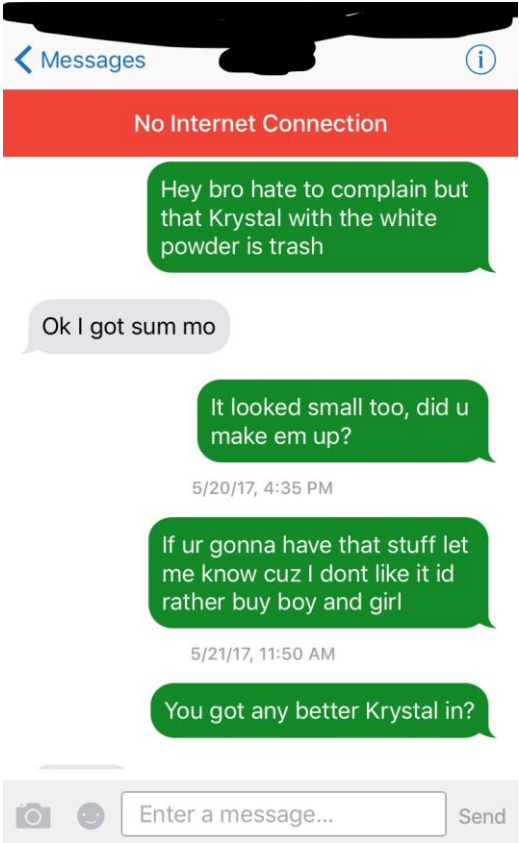 Messages
No Internet Connection
Hey bro hate to complain but
that Krystal with the white
powder is trash
Ok I got sum mo
It looked small too, did u
make em up?
5/20/17, 4:35 PM
If ur gonna have that stuff let
me know cuz I dont like it id
rather buy boy and girl
5/21/17, 11:50 AM
You got any better Krystal in?
Enter a message...
Send